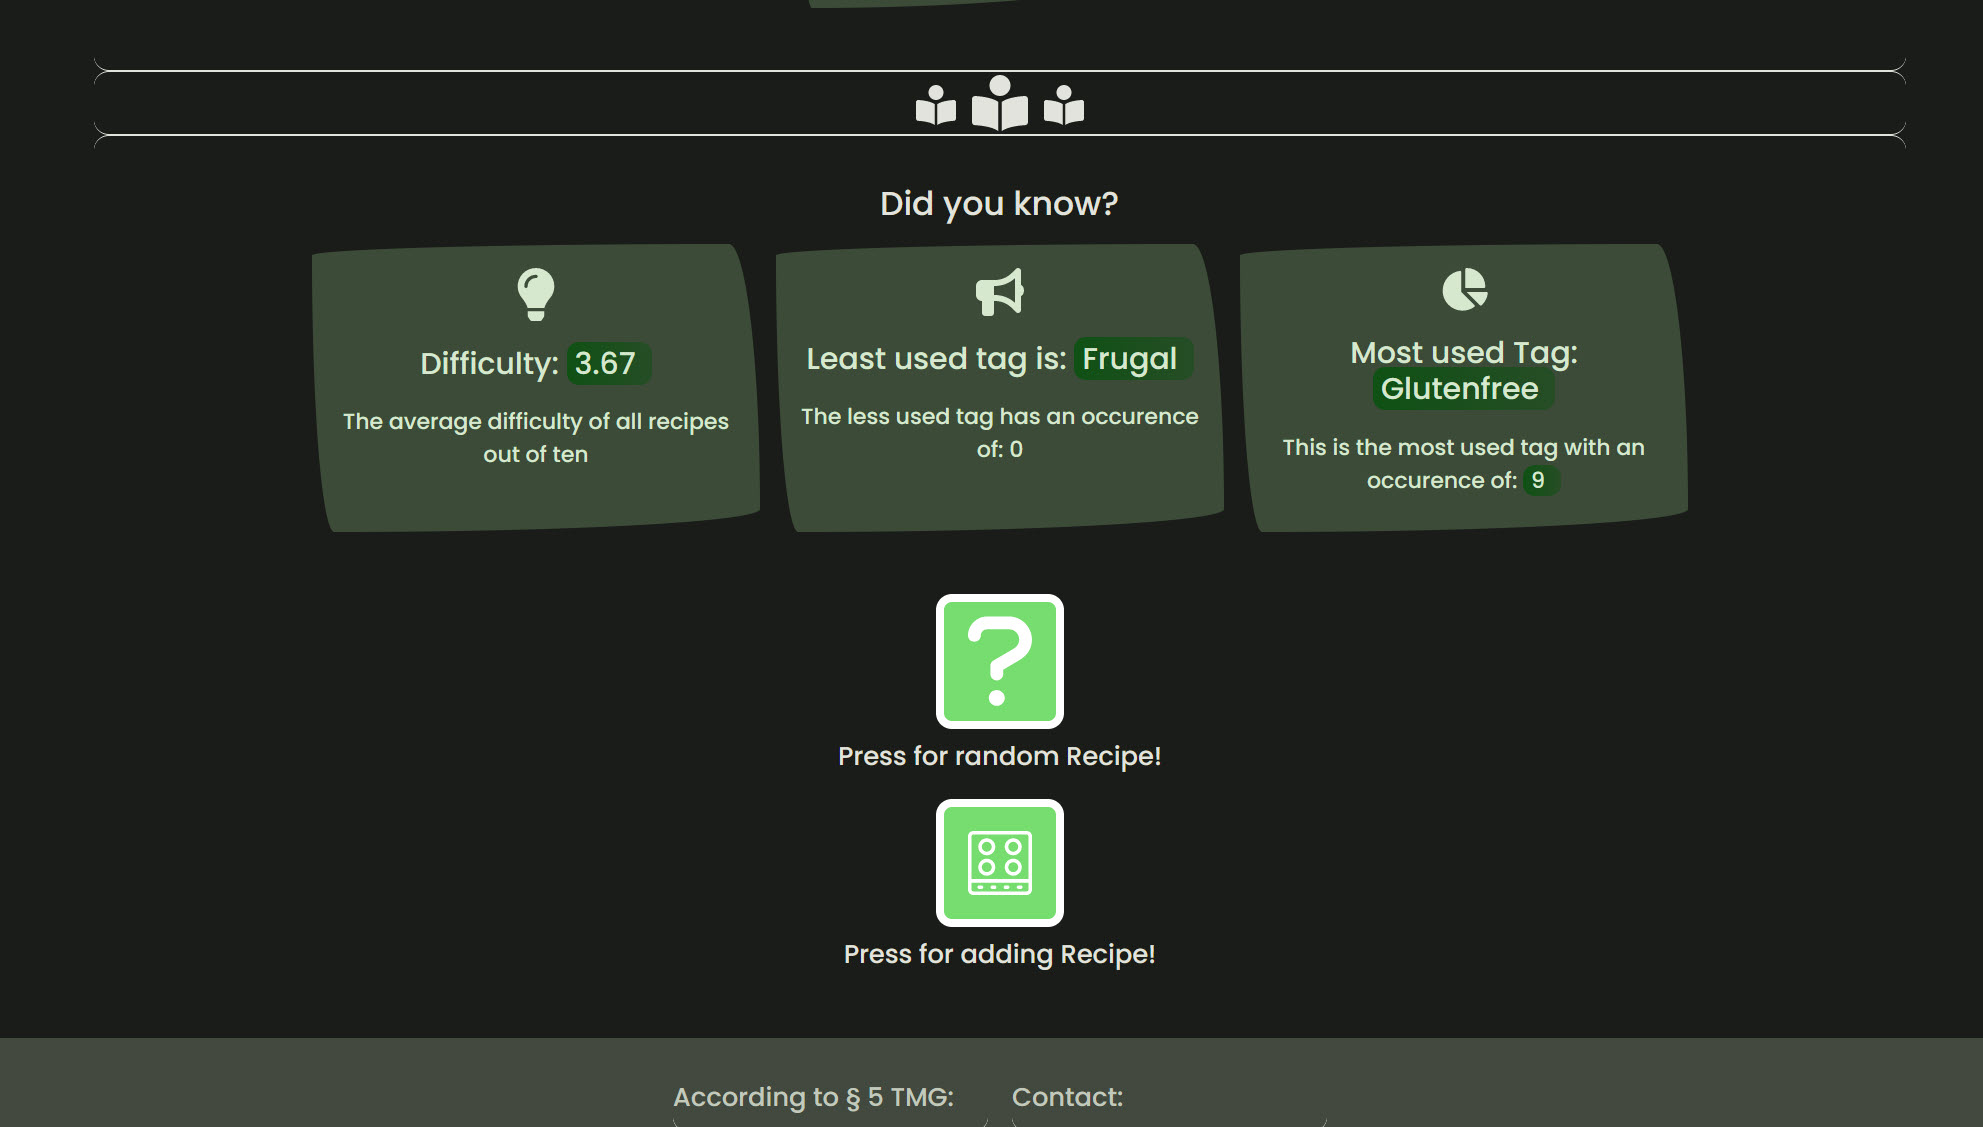 Did you know?
Difficulty: 3.67
The average difficulty of all recipes
out of ten
Least used tag is: Frugal
The less used tag has an occurence
of: 0
Most used Tag:
Glutenfree
This is the most used tag with an
occurence of: 9
?
Press for random Recipe!
Press for adding Recipe!
According to § 5 TMG:
Contact: